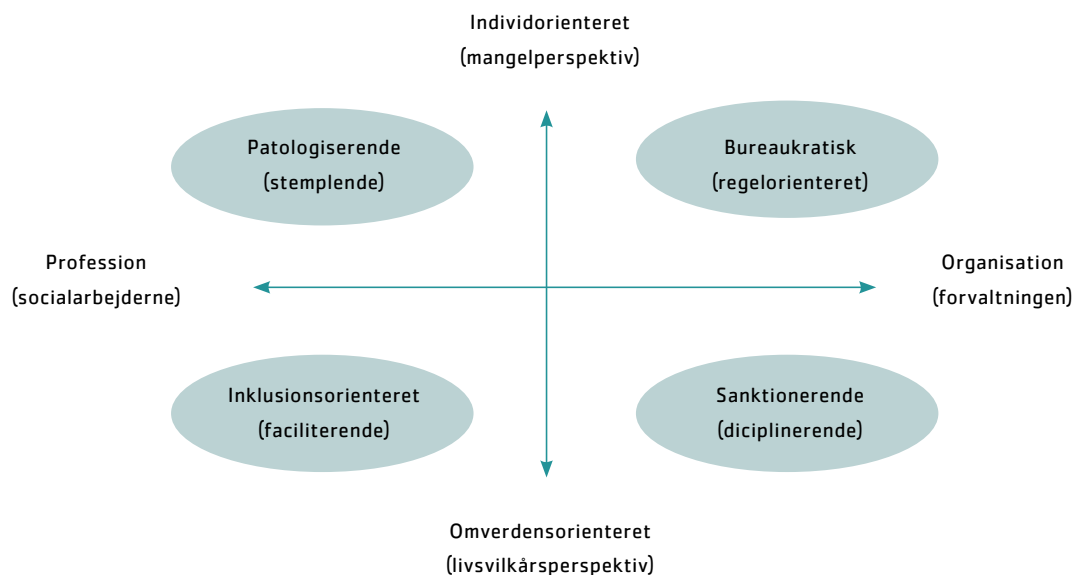 Individorienteret
(mangelperspektiv)
Patologiserende
(stemplende)
Bureaukratisk
(regelorienteret)
Profession
(socialarbejderne)
Organisation
(forvaltningen)
Inklusionsorienteret
(faciliterende)
Sanktionerende
(diciplinerende)
Omverdensorienteret
(livsvilkårsperspektiv)